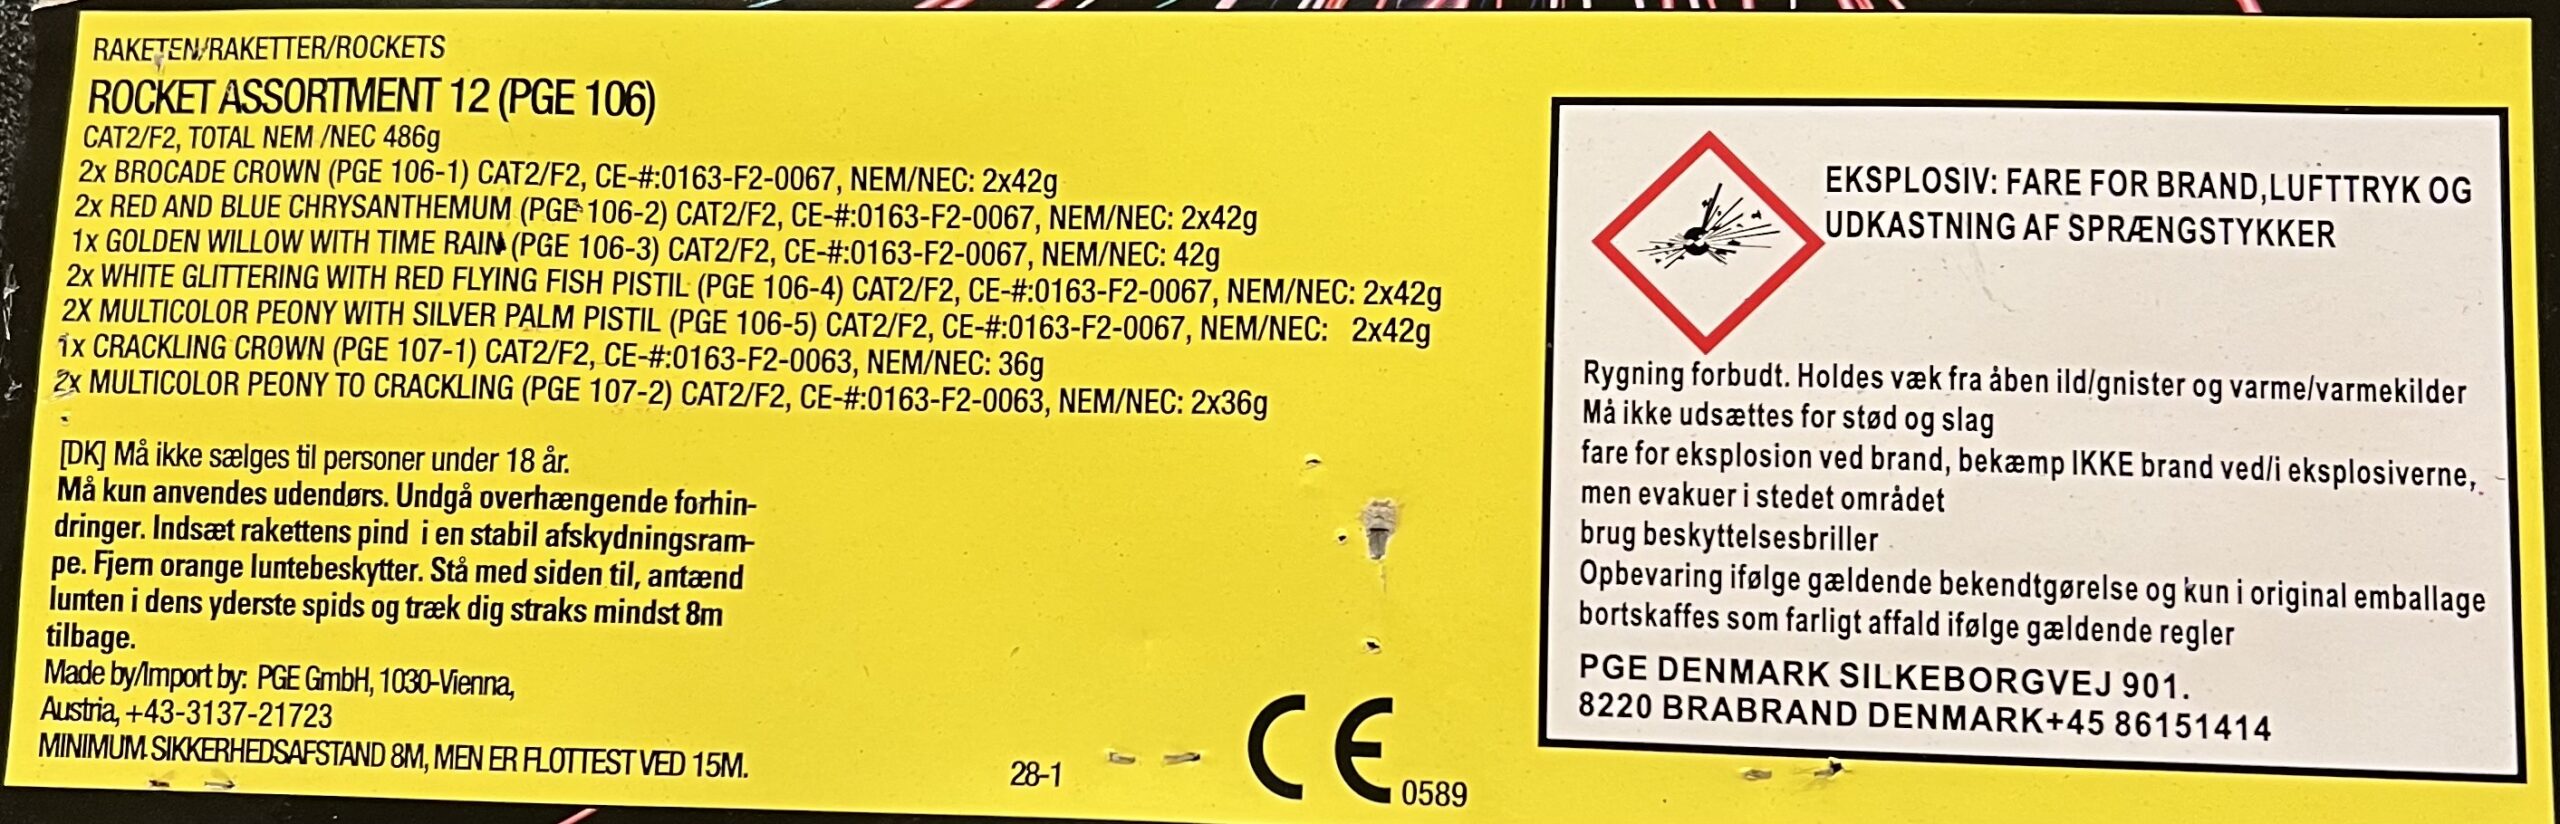 RAKETEN/RAKETTER/ROCKETS
ROCKET ASSORTMENT 12 (PGE 106)
CAT2/F2, TOTAL NEM /NEC 486g
2x BROCADE CROWN (PGE 106-1) CAT2/F2, CE-#:0163-F2-0067, NEM/NEC: 2x42g
2x RED AND BLUE CHRYSANTHEMUM (PGE 106-2) CAT2/F2, CE-#:0163-F2-0067, NEM/NEC: 2x42g
1x GOLDEN WILLOW WITH TIME RAIN (PGE 106-3) CAT2/F2, CE-#:0163-F2-0067, NEM/NEC: 42g
2x WHITE GLITTERING WITH RED FLYING FISH PISTIL (PGE 106-4) CAT2/F2, CE-#:0163-F2-0067, NEM/NEC: 2x42g
2X MULTICOLOR PEONY WITH SILVER PALM PISTIL (PGE 106-5) CAT2/F2, CE-#:0163-F2-0067, NEM/NEC: 2x42g
1x CRACKLING CROWN (PGE 107-1) CAT2/F2, CE-#:0163-F2-0063, NEM/NEC: 36g
2x MULTICOLOR PEONY TO CRACKLING (PGE 107-2) CAT2/F2, CE-#:0163-F2-0063, NEM/NEC: 2x36g
[DK] Må ikke sælges til personer under 18 år.
Må kun anvendes udendørs. Undgå overhængende forhin-
dringer. Indsæt rakettens pind i en stabil afskydningsram-
pe. Fjern orange luntebeskytter. Stå med siden til, antænd
lunten i dens yderste spids og træk dig straks mindst 8m
tilbage.
Made by/Import by: PGE GmbH, 1030-Vienna,
Austria, +43-3137-21723
MINIMUM SIKKERHEDSAFSTAND 8M, MEN ER FLOTTEST VED 15M.
28-1
CE 0589
EKSPLOSIV: FARE FOR BRAND,LUFTTRYK OG
UDKASTNING AF SPRÆNGSTYKKER
Rygning forbudt. Holdes væk fra åben ild/gnister og varme/varmekilder
Må ikke udsættes for stød og slag
fare for eksplosion ved brand, bekæmp IKKE brand ved/i eksplosiverne,
men evakuer i stedet området
brug beskyttelsesbriller
Opbevaring ifølge gældende bekendtgørelse og kun i original emballage
bortskaffes som farligt affald ifølge gældende regler
PGE DENMARK SILKEBORGVEJ 901.
8220 BRABRAND DENMARK+45 86151414